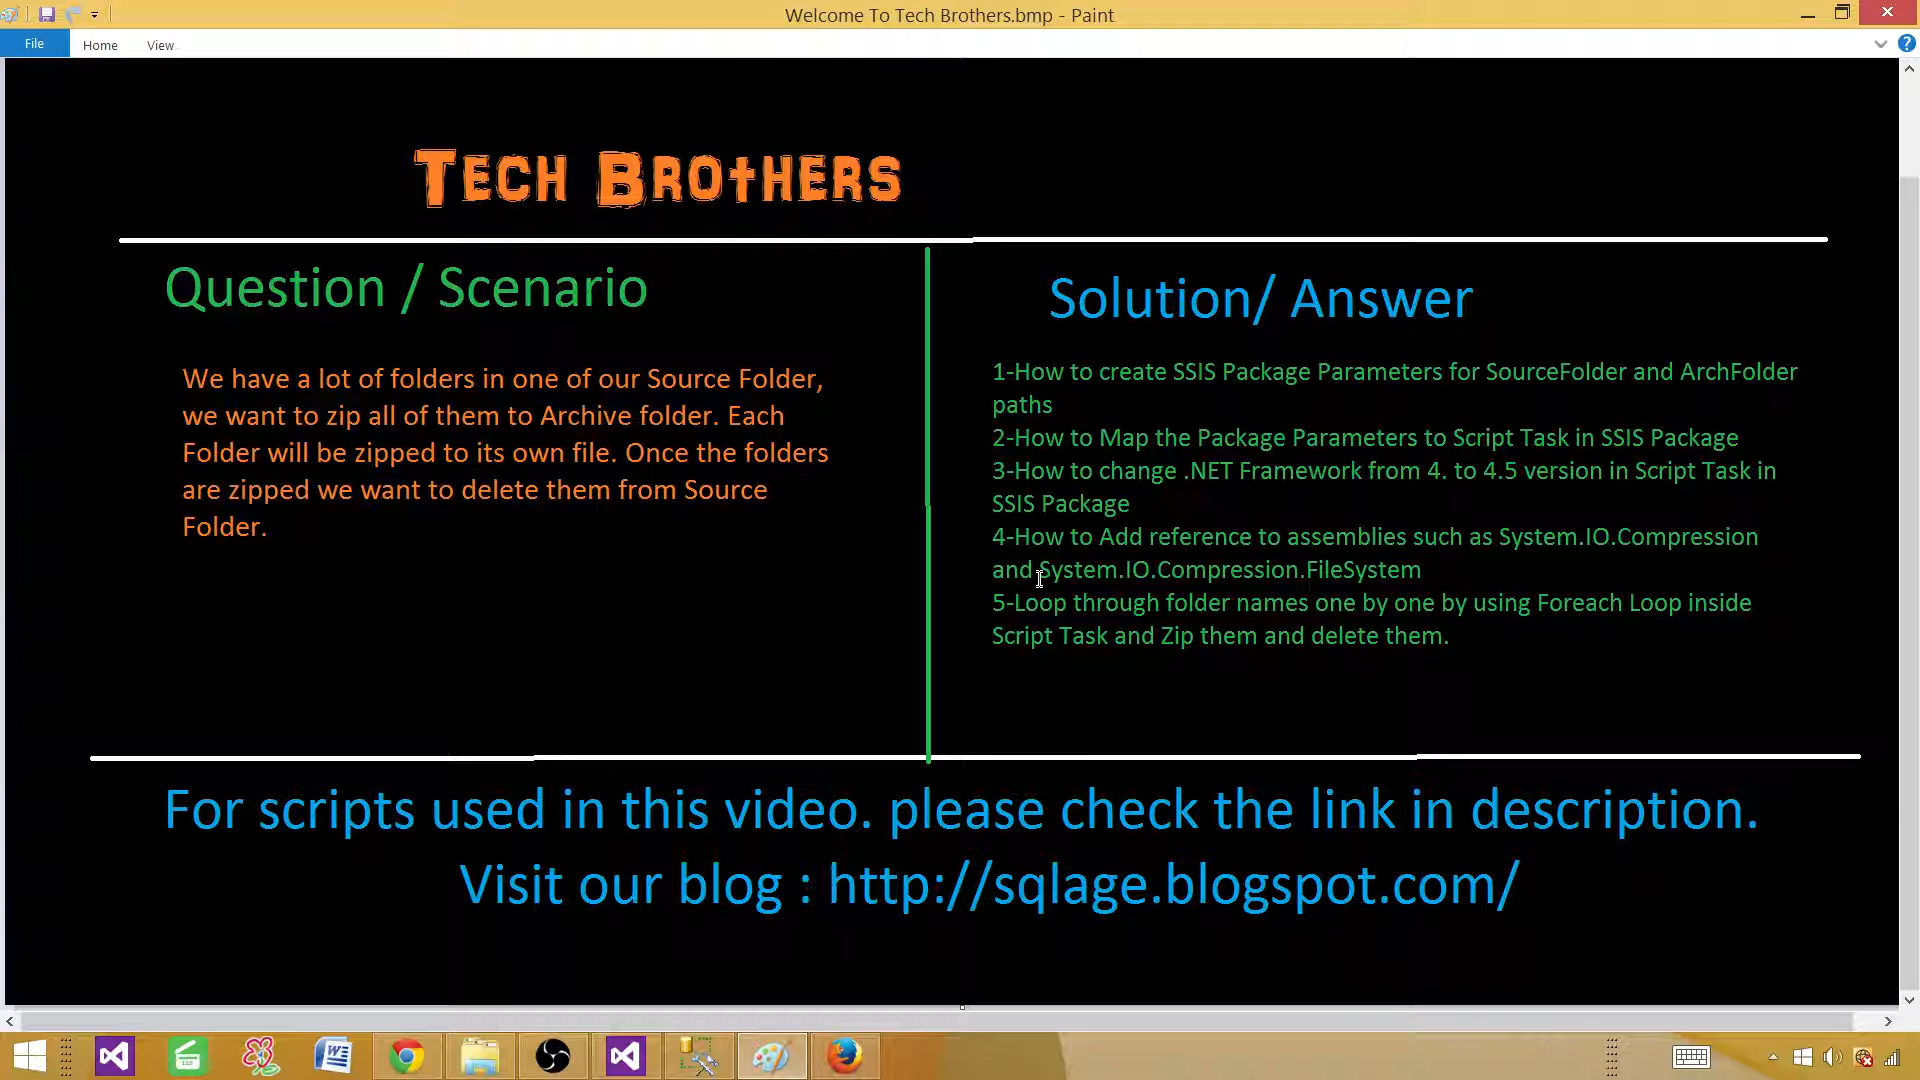 Welcome To Tech Brothers.bmp - Paint
File Home View
Tech Brothers
Question / Scenario
We have a lot of folders in one of our Source Folder,
we want to zip all of them to Archive folder. Each
Folder will be zipped to its own file. Once the folders
are zipped we want to delete them from Source
Folder.
Solution/ Answer
1-How to create SSIS Package Parameters for SourceFolder and ArchFolder
paths
2-How to Map the Package Parameters to Script Task in SSIS Package
3-How to change .NET Framework from 4. to 4.5 version in Script Task in
SSIS Package
4-How to Add reference to assemblies such as System.IO.Compression
and System.IO.Compression.FileSystem
5-Loop through folder names one by one by using Foreach Loop inside
Script Task and Zip them and delete them.
For scripts used in this video. please check the link in description.
Visit our blog : http://sqlage.blogspot.com/